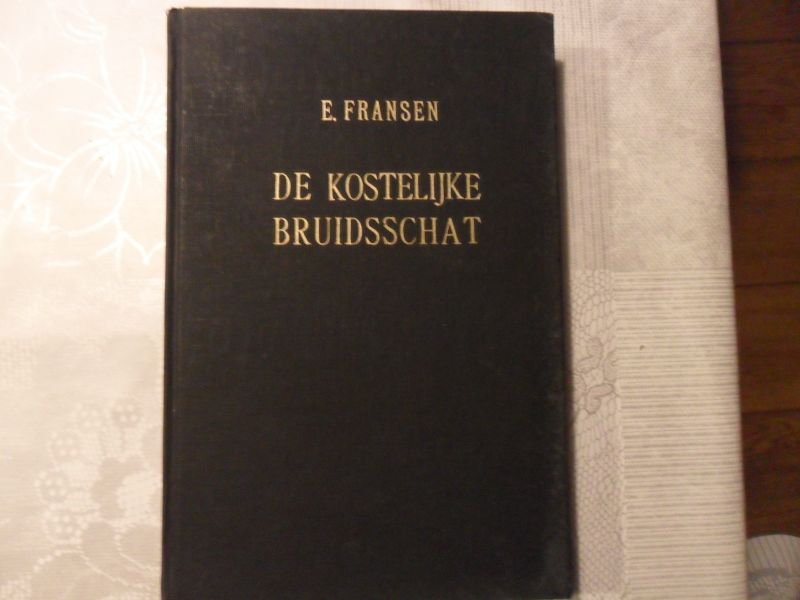 E. FRANSEN
DE KOSTELIJKE
BRUIDSSCHAT